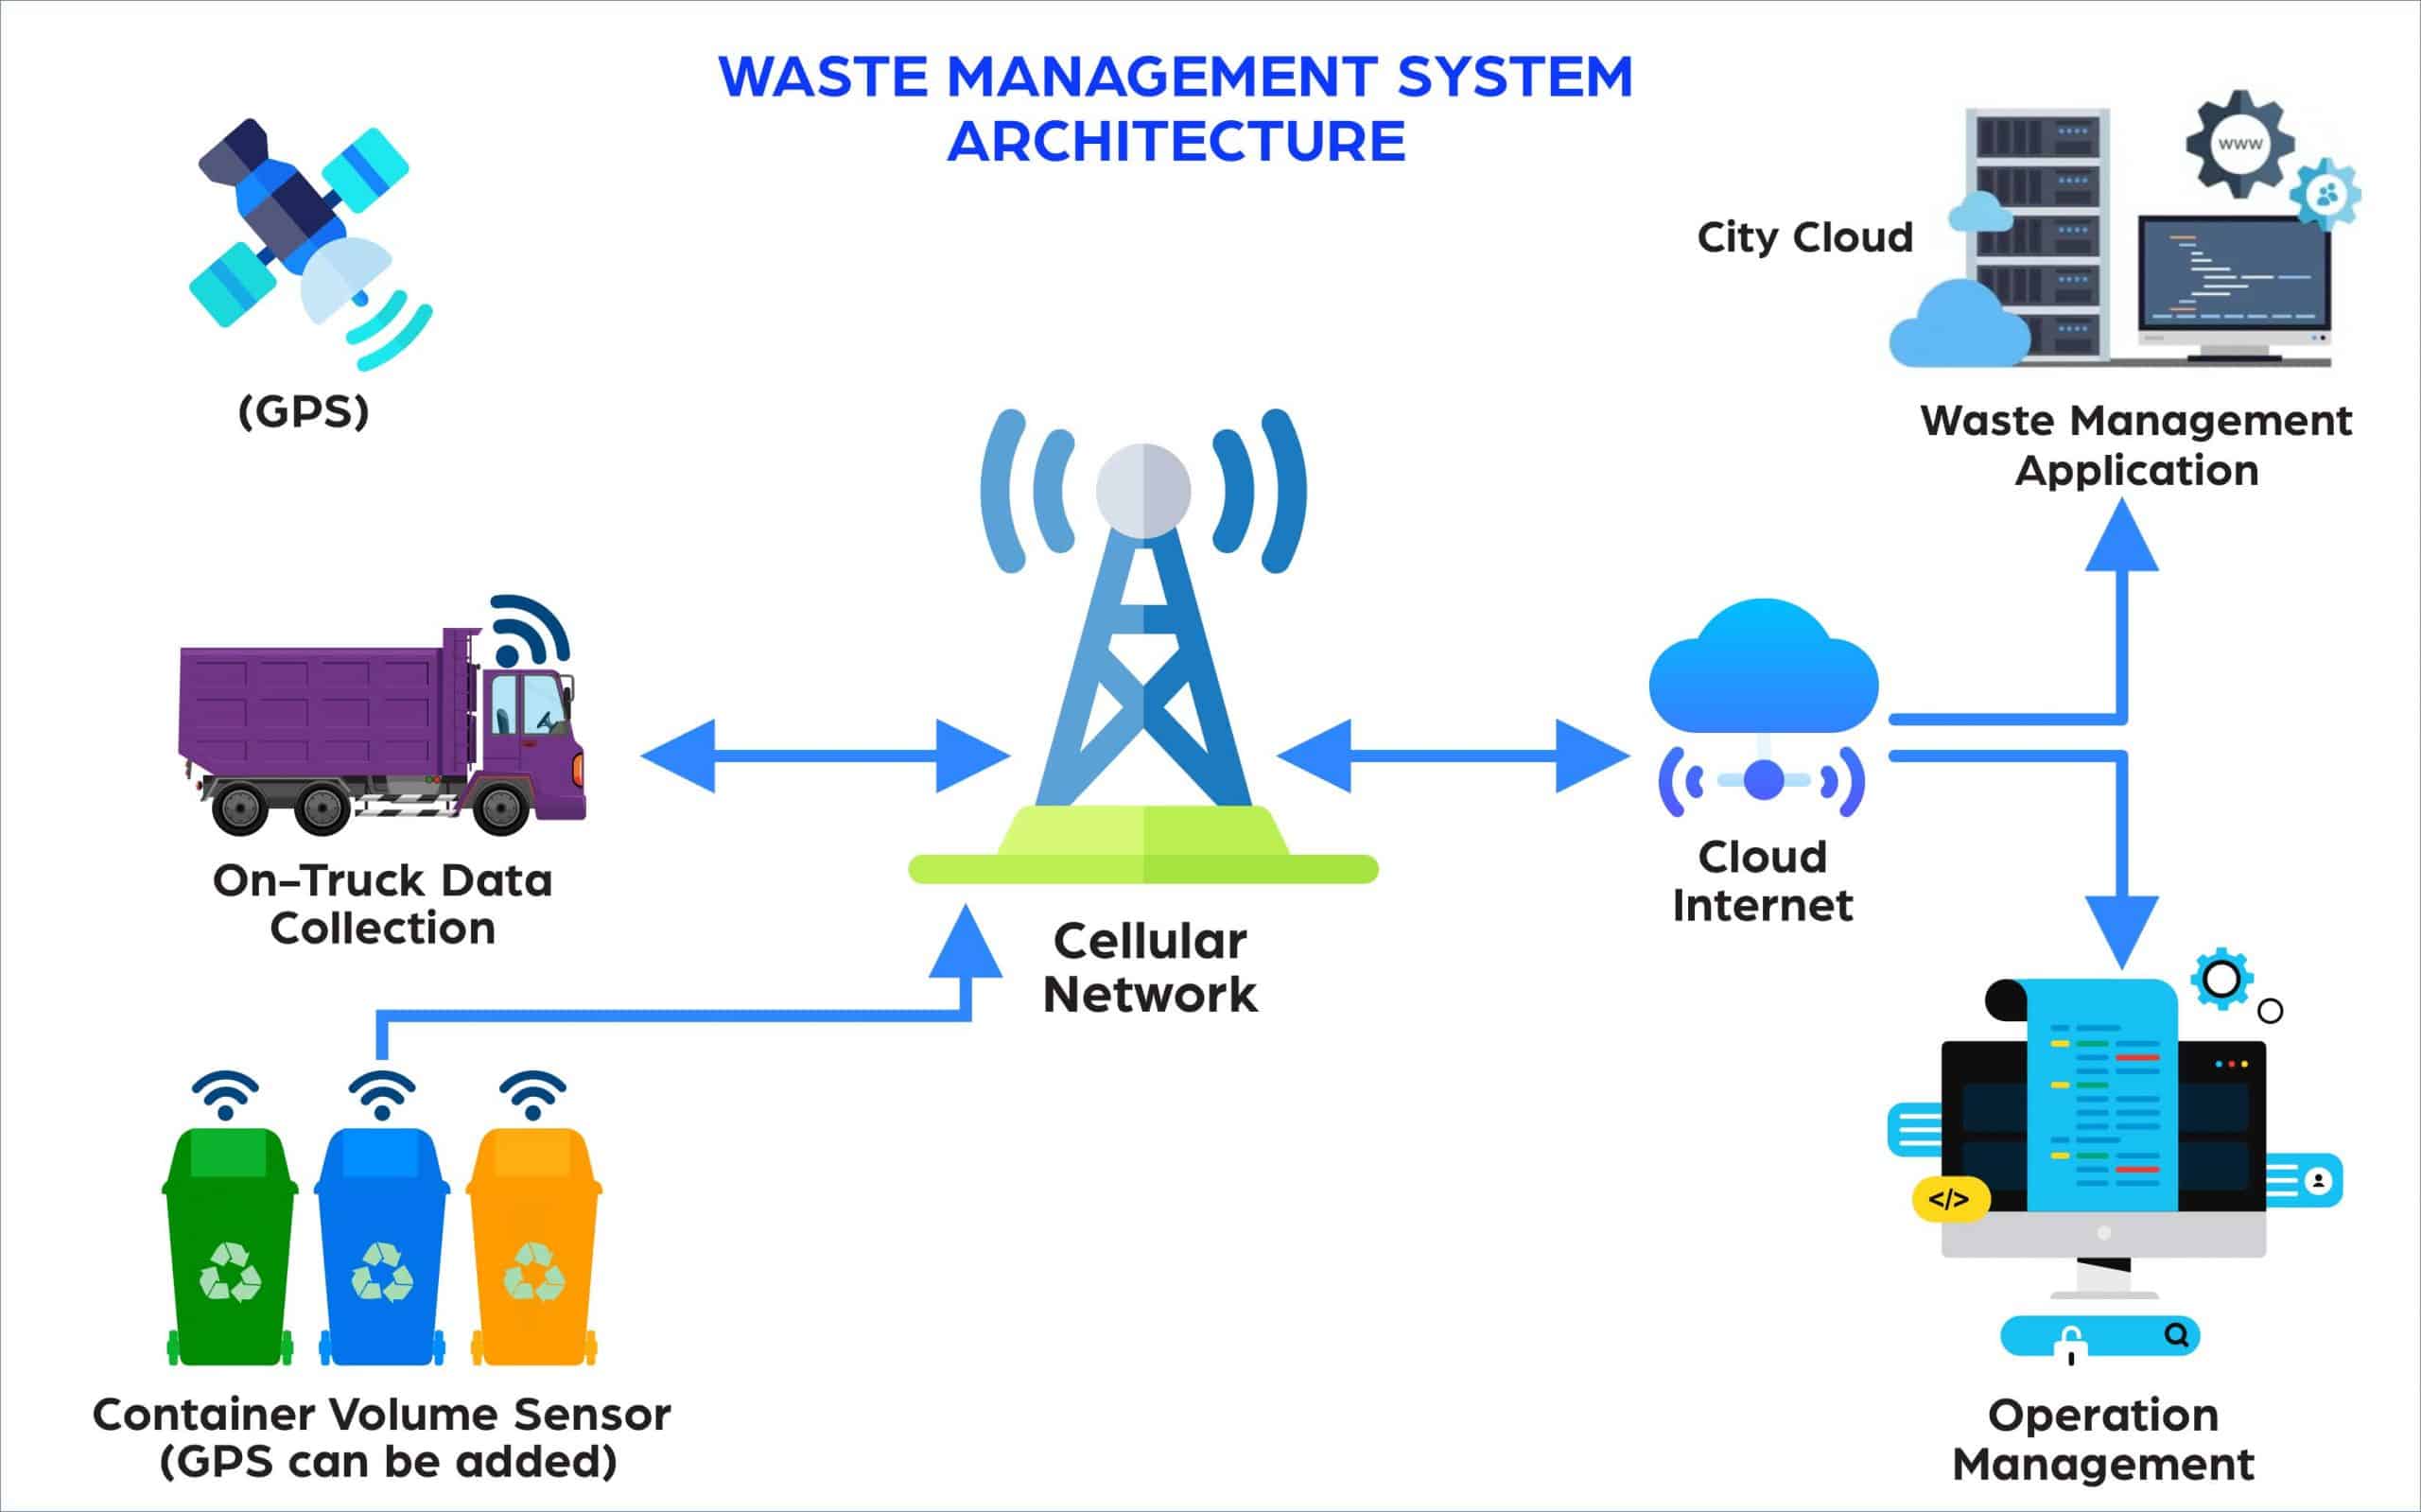 WASTE MANAGEMENT SYSTEM
ARCHITECTURE
(GPS)
City Cloud
WWW
Waste Management
Application
On-Truck Data
Collection
Cellular
Network
Cloud
Internet
</>
Container Volume Sensor
(GPS can be added)
Operation
Management